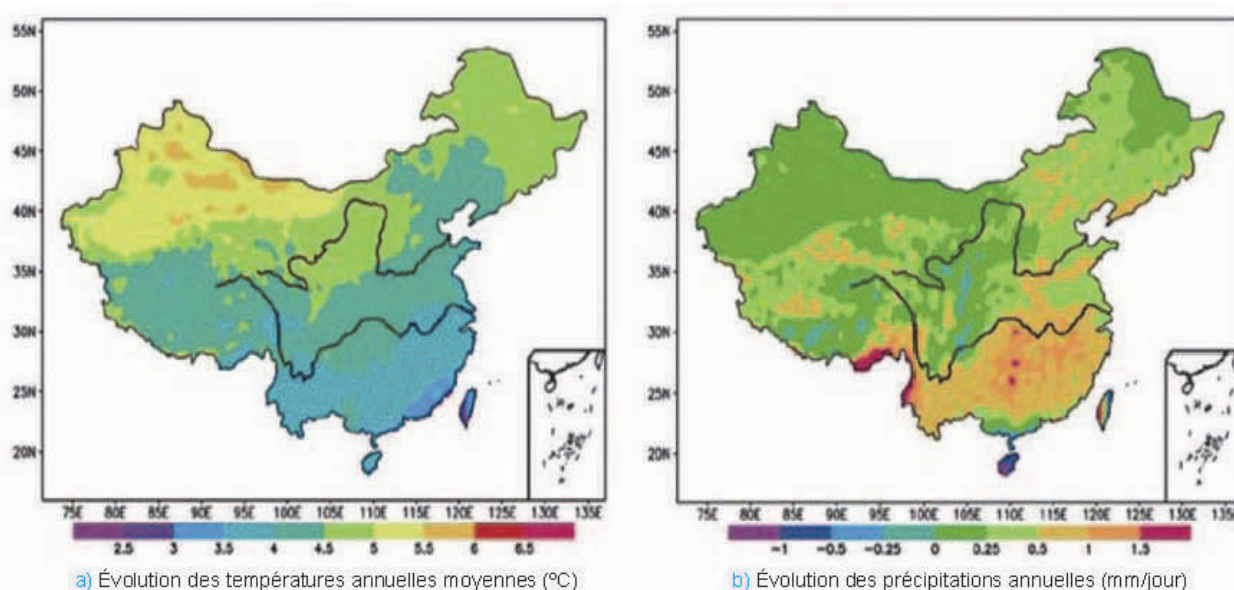 55N
50N
45N
40N
35N
30N
25N
20N
75E 80E 85E 90E 95E 100E 105E 110E 115E 120E 125E 130E 135E
2.5 3 3.5 4 4.5 5 5.5 6 6.5
a) Évolution des températures annuelles moyennes (ºC)
55N
50N
45N
40N
35N
30N
25N
20N
75E 80E 85E 90E 95E 100E 105E 110E 115E 120E 125E 130E
-1 -0.5 -0.25 0 0.25 0.5 1 1.5
b) Évolution des précipitations annuelles (mm/jour)